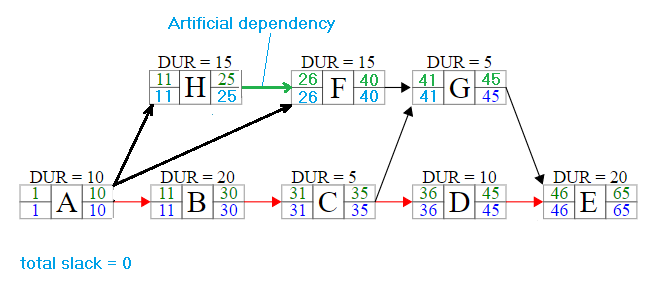 Artificial dependency
DUR = 15 DUR = 15 DUR = 5
11 H 25 26 F 40 41 G 45
11 25 26 40 41 45
DUR = 10 DUR = 20 DUR = 5 DUR = 10 DUR = 20
1 A 10 11 B 30 31 C 35 36 D 45 46 E 65
1 10 11 30 31 35 36 45 46 65
total slack = 0